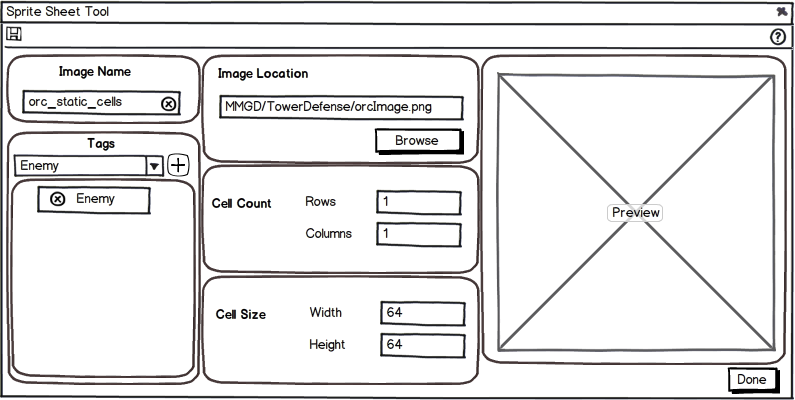 Sprite Sheet Tool
Image Name
orc_static_cells
Tags
Enemy
Enemy
Image Location
MMGD/TowerDefense/orcImage.png
Browse
Cell Count
Rows
1
Columns
1
Cell Size
Width
64
Height
64
Preview
Done